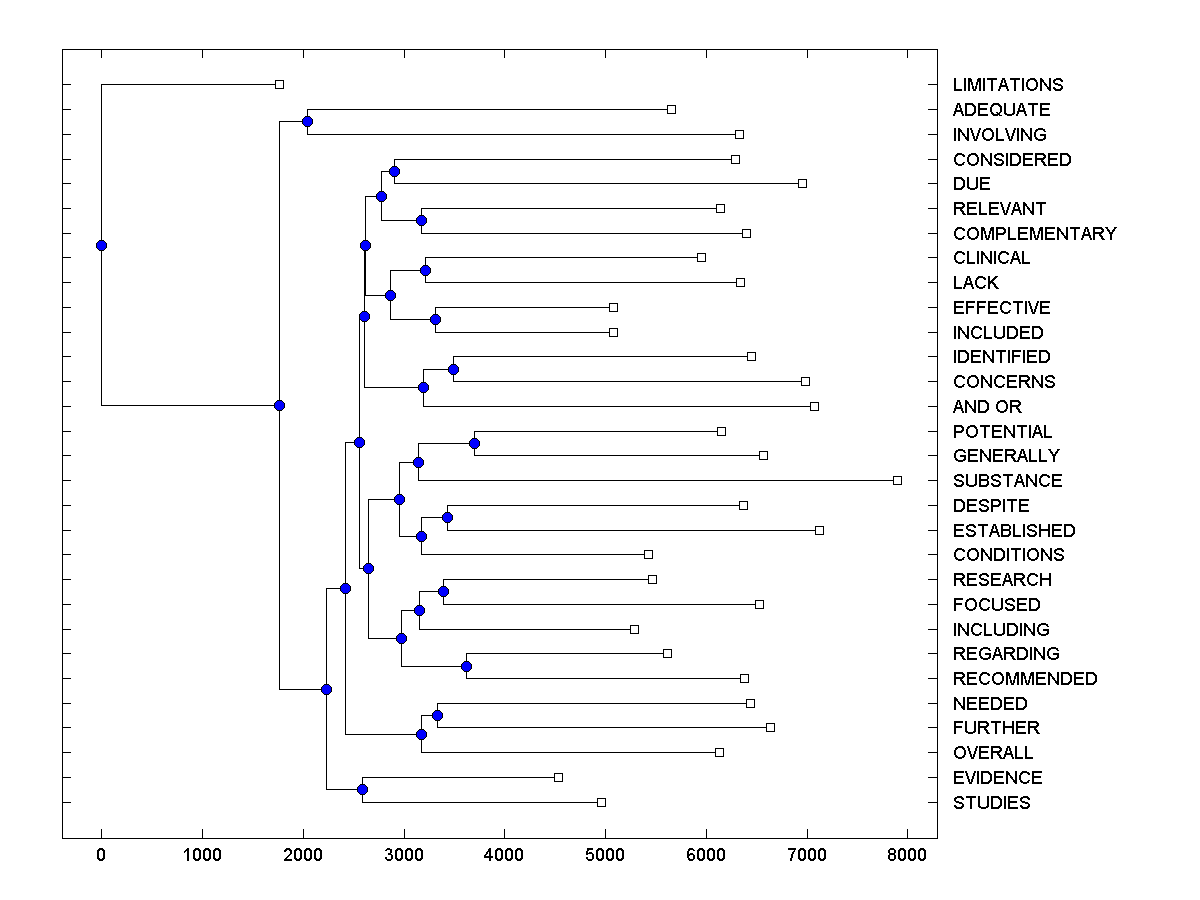 LIMITATIONS
ADEQUATE
INVOLVING
CONSIDERED
DUE
RELEVANT
COMPLEMENTARY
CLINICAL
LACK
EFFECTIVE
INCLUDED
IDENTIFIED
CONCERNS
AND OR
POTENTIAL
GENERALLY
SUBSTANCE
DESPITE
ESTABLISHED
CONDITIONS
RESEARCH
FOCUSED
INCLUDING
REGARDING
RECOMMENDED
NEEDED
FURTHER
OVERALL
EVIDENCE
STUDIES
0 1000 2000 3000 4000 5000 6000 7000 8000